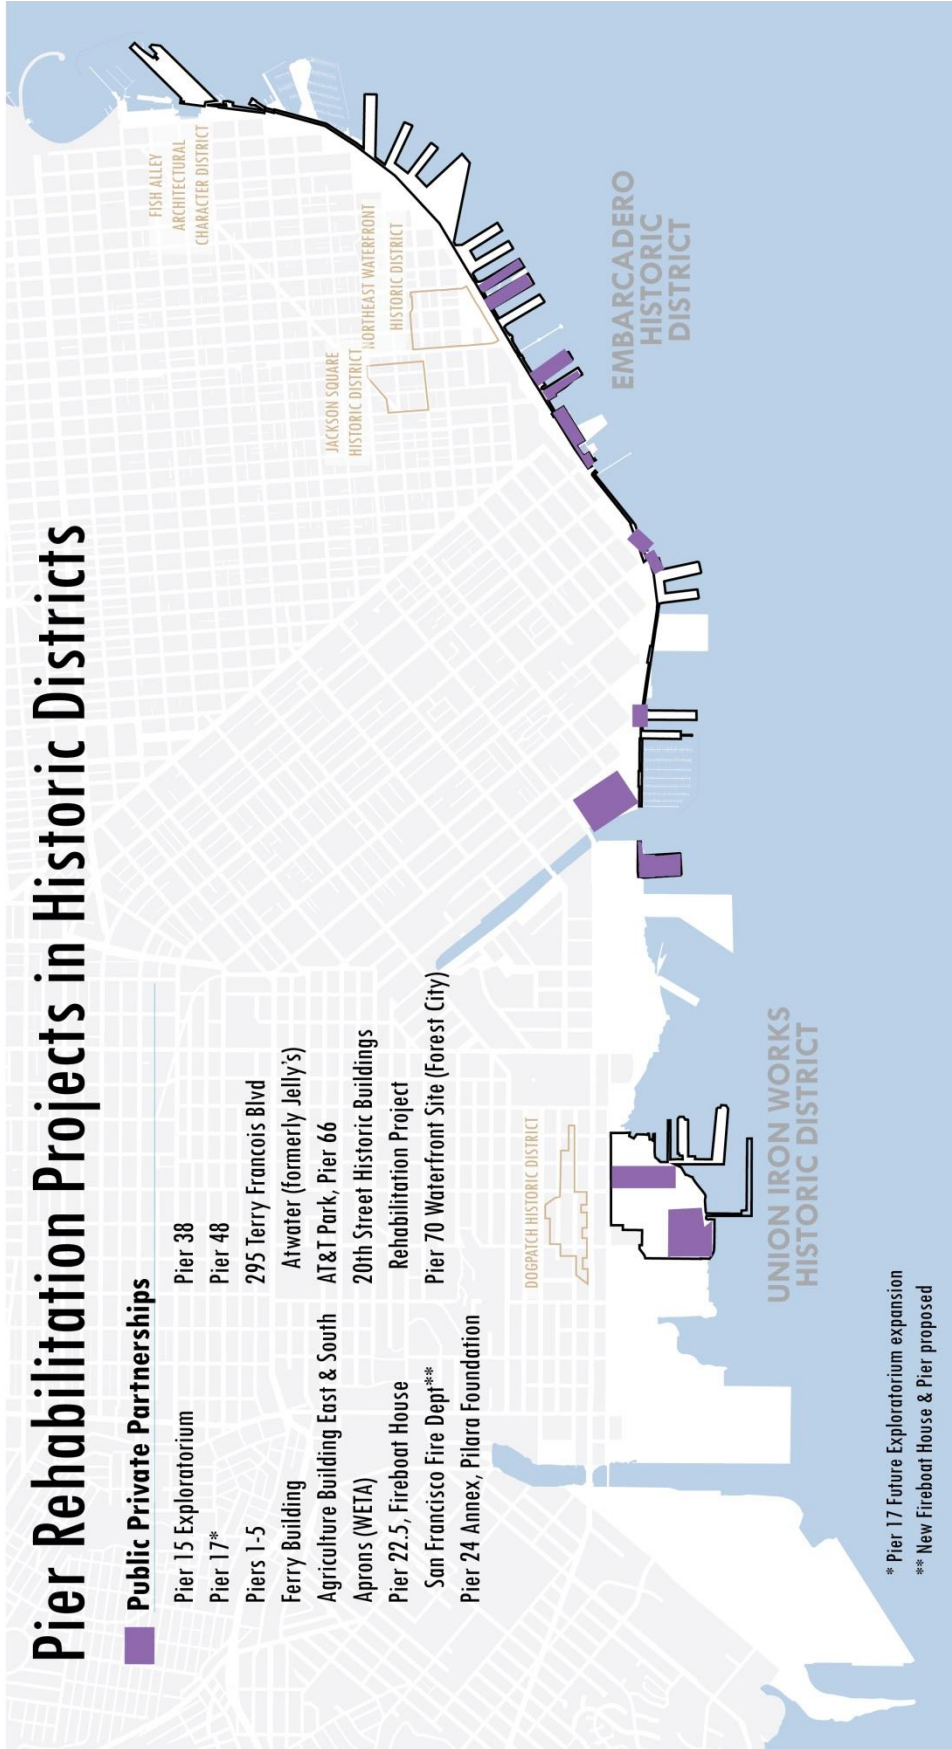 Pier Rehabilitation Projects in Historic Districts
Public Private Partnerships
Pier 15 Exploratorium
Pier 17*
Piers 1-5
Ferry Building
Agriculture Building East & South
Aprons (WETA)
Pier 22.5, Fireboat House
San Francisco Fire Dept**
Pier 24 Annex, Pilara Foundation
Pier 38
Pier 48
295 Terry Francois Blvd
Atwater (formerly Jelly's)
AT&T Park, Pier 66
20th Street Historic Buildings
Rehabilitation Project
Pier 70 Waterfront Site (Forest City)
FISH ALLEY
ARCHITECTURAL
CHARACTER DISTRICT
JACKSON SQUARE
HISTORIC DISTRICT
NORTHEAST WATERFRONT
HISTORIC DISTRICT
EMBARCADERO
HISTORIC
DISTRICT
DOGPATCH HISTORIC DISTRICT
UNION IRON WORKS
HISTORIC DISTRICT
* Pier 17 Future Exploratorium expansion
** New Fireboat House & Pier proposed